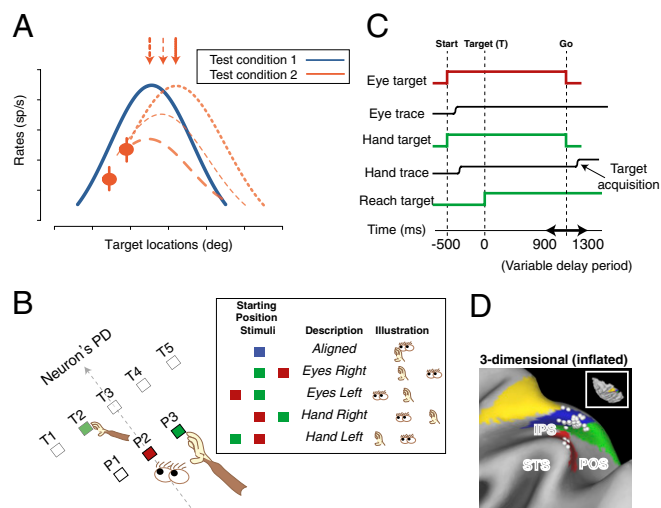 A
Test condition 1
Test condition 2
Rates (sp/s)
Target locations (deg)
B
Neuron's PD
T1
T2
T3
T4
T5
P1
P2
P3
Starting
Position
Stimuli
Description
Illustration
Aligned
Eyes Right
Eyes Left
Hand Right
Hand Left
C
Start
Target (T)
Go
Eye target
Eye trace
Hand target
Hand trace
Target
acquisition
Reach target
Time (ms)
-500
0
900
1300
(Variable delay period)
D
3-dimensional (inflated)
IPS
STS
POS